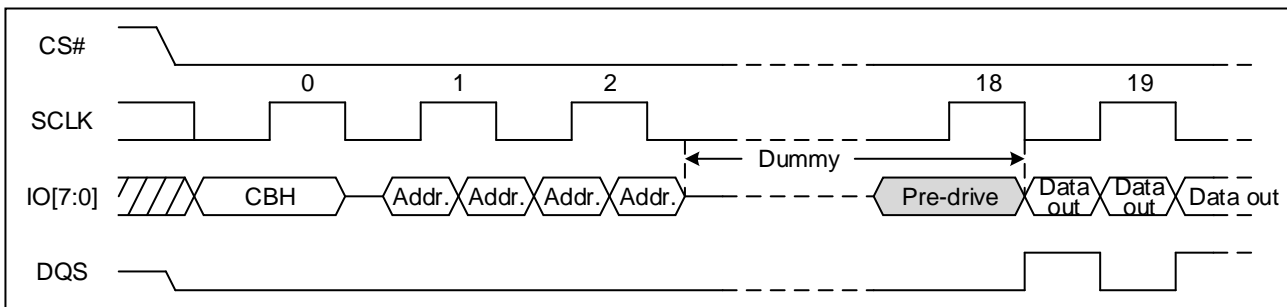 CS#
0 1 2 18 19
SCLK
Dummy
IO[7:0] CBH Addr. Addr. Addr. Addr. Pre-drive Data out Data out Data out
DQS